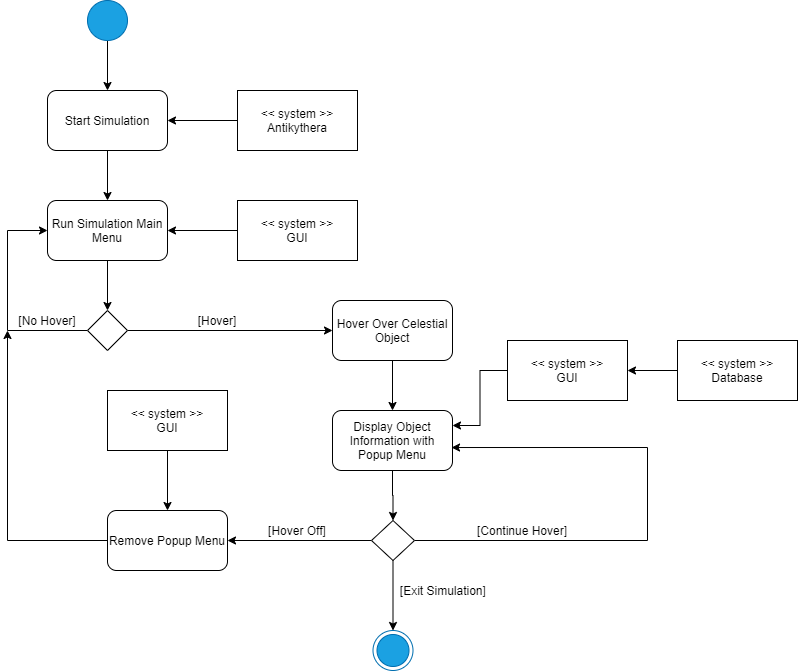 Start Simulation
<< system >>
Antikythera
Run Simulation Main
Menu
<< system >>
GUI
[No Hover]
[Hover]
Hover Over Celestial
Object
<< system >>
GUI
<< system >>
Database
<< system >>
GUI
Display Object
Information with
Popup Menu
Remove Popup Menu
[Hover Off]
[Continue Hover]
[Exit Simulation]